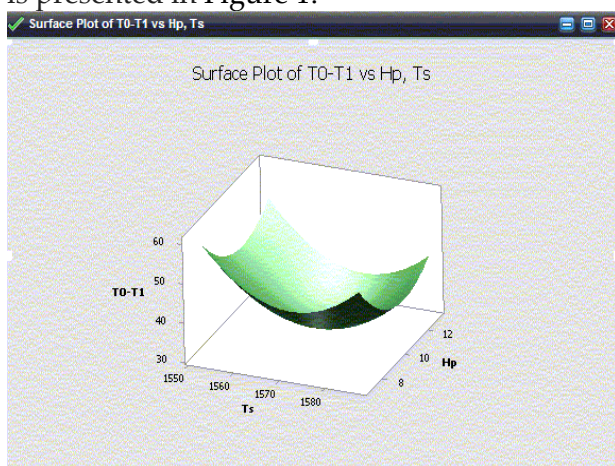 is presented in Figure 1.
Surface Plot of T0-T1 vs Hp, Ts
Surface Plot of T0-T1 vs Hp, Ts
60
50
T0-T1
40
30
1550
1560
1570
1580
Ts
8
10
12
Hp